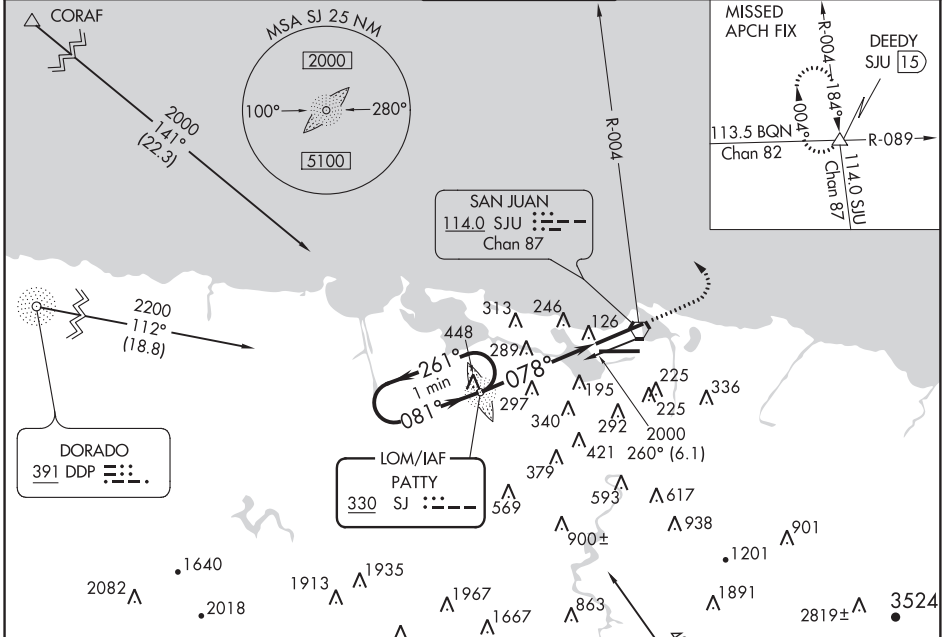 CORAF
2000
141°
(22.3)
MSA SJ 25 NM
2000
100°
280°
5100
R-004
MISSED
APCH FIX
R-004
184°
004°
DEEDY
SJU 15
113.5 BQN
Chan 82
R-089
114.0 SJU
Chan 87
SAN JUAN
114.0 SJU
Chan 87
2200
112°
(18.8)
DORADO
391 DDP
313
246
126
448
289
261°
1 min
081°
078°
297
195
225
225
336
340
292
2000
260° (6.1)
421
379
LOM/IAF
PATTY
330 SJ
569
593
617
900±
938
901
1201
1640
2082
2018
1913
1935
1967
1667
863
1891
2819±
3524